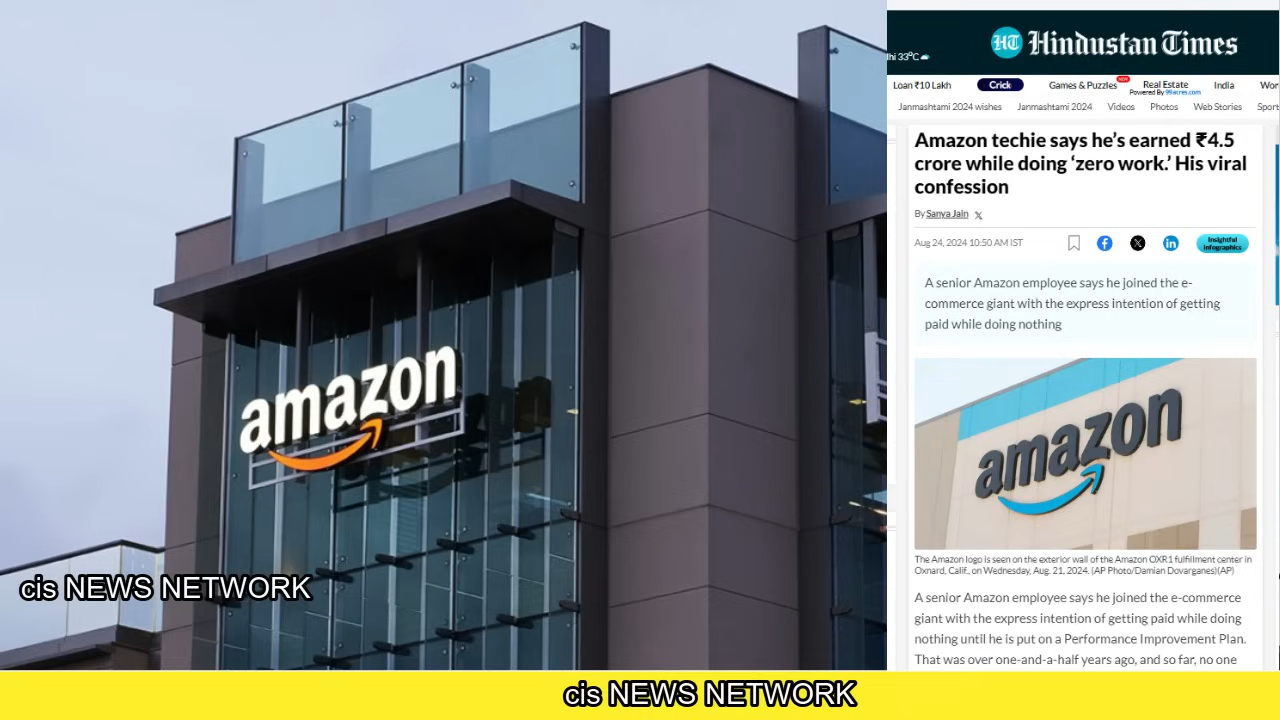 amazon
cis NEWS NETWORK
HT Hindustan Times
lhi 33°C
Loan ₹10 Lakh Crick Games & Puzzles NEW Real Estate India Wor
Powered By 99acres.com
Janmashtami 2024 wishes Janmashtami 2024 Videos Photos Web Stories Sport
Amazon techie says he's earned ₹4.5
crore while doing 'zero work.' His viral
confession
By Sanya Jain
Aug 24, 2024 10:50 AM IST
Insightful
Infographics
A senior Amazon employee says he joined the e-
commerce giant with the express intention of getting
paid while doing nothing
amazon
The Amazon logo is seen on the exterior wall of the Amazon OXR1 fulfillment center in
Oxnard, Calif., on Wednesday, Aug. 21, 2024. (AP Photo/Damian Dovarganes)(AP)
A senior Amazon employee says he joined the e-commerce
giant with the express intention of getting paid while doing
nothing until he is put on a Performance Improvement Plan.
That was over one-and-a-half years ago, and so far, no one
cis NEWS NETWORK